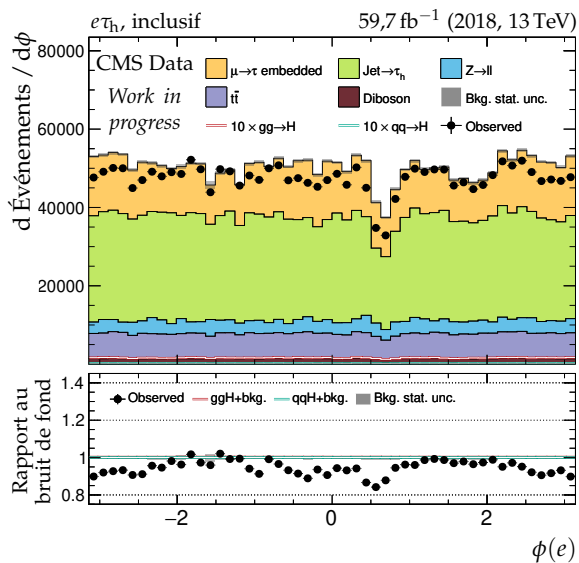 eτh, inclusif 59,7 fb−1 (2018, 13 TeV)
80000
CMS Data
Work in
progress
μ→τ embedded Jet→τh Z→ll
tt̄ Diboson Bkg. stat. unc.
10 × gg→H 10 × qq→H Observed
60000
40000
20000
d Événements / dϕ
1.4
Observed ggH+bkg. qqH+bkg. Bkg. stat. unc.
1.2
1
0.8
Rapport au
bruit de fond
−2 0 2
ϕ(e)